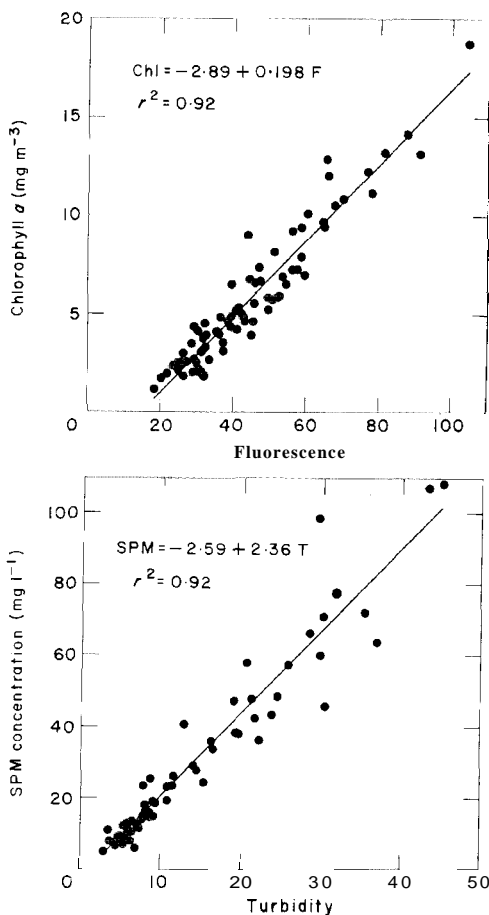 20
Chl = −2·89 + 0·198 F
r² = 0·92
15
10
5
0
Chlorophyll a (mg m⁻³)
20 40 60 80 100
Fluorescence
100
SPM = −2·59 + 2·36 T
r² = 0·92
80
60
40
20
0
SPM concentration (mg l⁻¹)
10 20 30 40 50
Turbidity